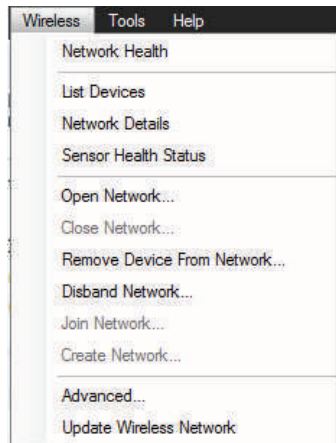 Wireless Tools Help
Network Health
List Devices
Network Details
Sensor Health Status
Open Network...
Close Network...
Remove Device From Network...
Disband Network...
Join Network...
Create Network...
Advanced...
Update Wireless Network